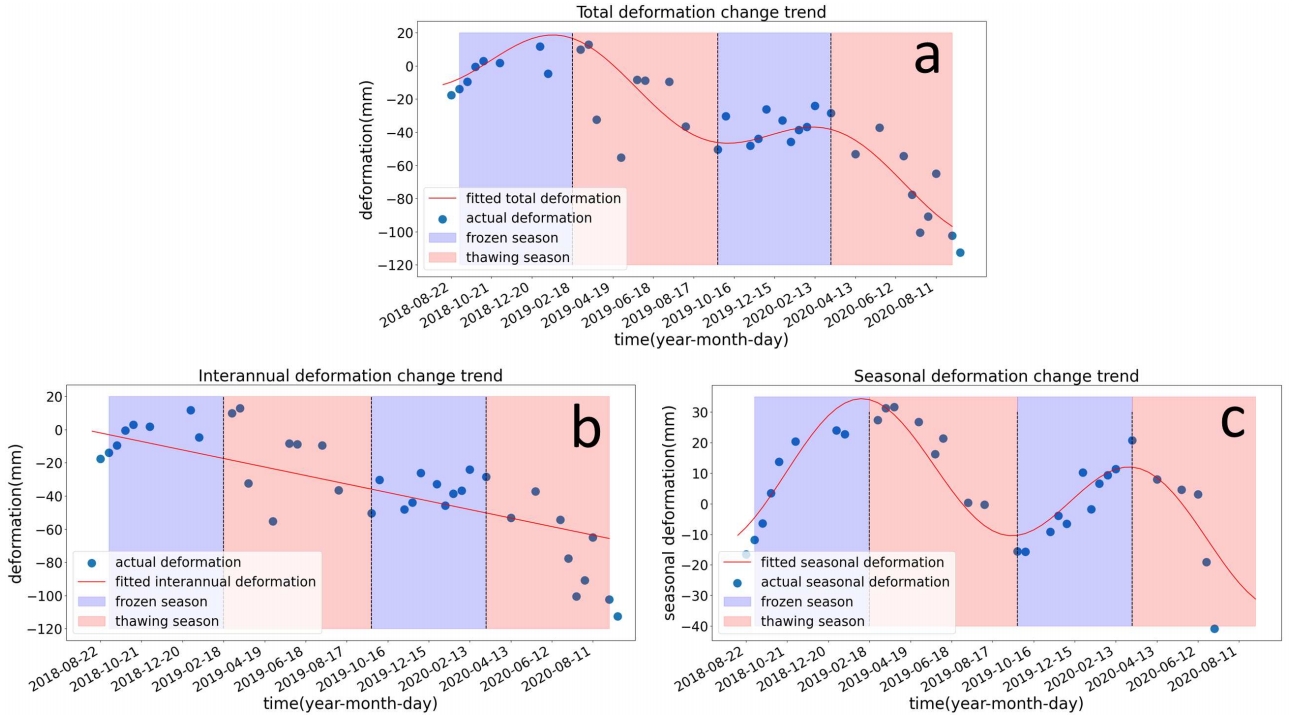 Total deformation change trend
a
deformation(mm)
20
0
−20
−40
−60
−80
−100
−120
fitted total deformation
actual deformation
frozen season
thawing season
2018-08-22
2018-10-21
2018-12-20
2019-02-18
2019-04-19
2019-06-18
2019-08-17
2019-10-16
2019-12-15
2020-02-13
2020-04-13
2020-06-12
2020-08-11
time(year-month-day)
Interannual deformation change trend
b
deformation(mm)
20
0
−20
−40
−60
−80
−100
−120
actual deformation
fitted interannual deformation
frozen season
thawing season
2018-08-22
2018-10-21
2018-12-20
2019-02-18
2019-04-19
2019-06-18
2019-08-17
2019-10-16
2019-12-15
2020-02-13
2020-04-13
2020-06-12
2020-08-11
time(year-month-day)
Seasonal deformation change trend
c
seasonal deformation(mm)
30
20
10
0
−10
−20
−30
−40
fitted seasonal deformation
actual seasonal deformation
frozen season
thawing season
2018-08-22
2018-10-21
2018-12-20
2019-02-18
2019-04-19
2019-06-18
2019-08-17
2019-10-16
2019-12-15
2020-02-13
2020-04-13
2020-06-12
2020-08-11
time(year-month-day)